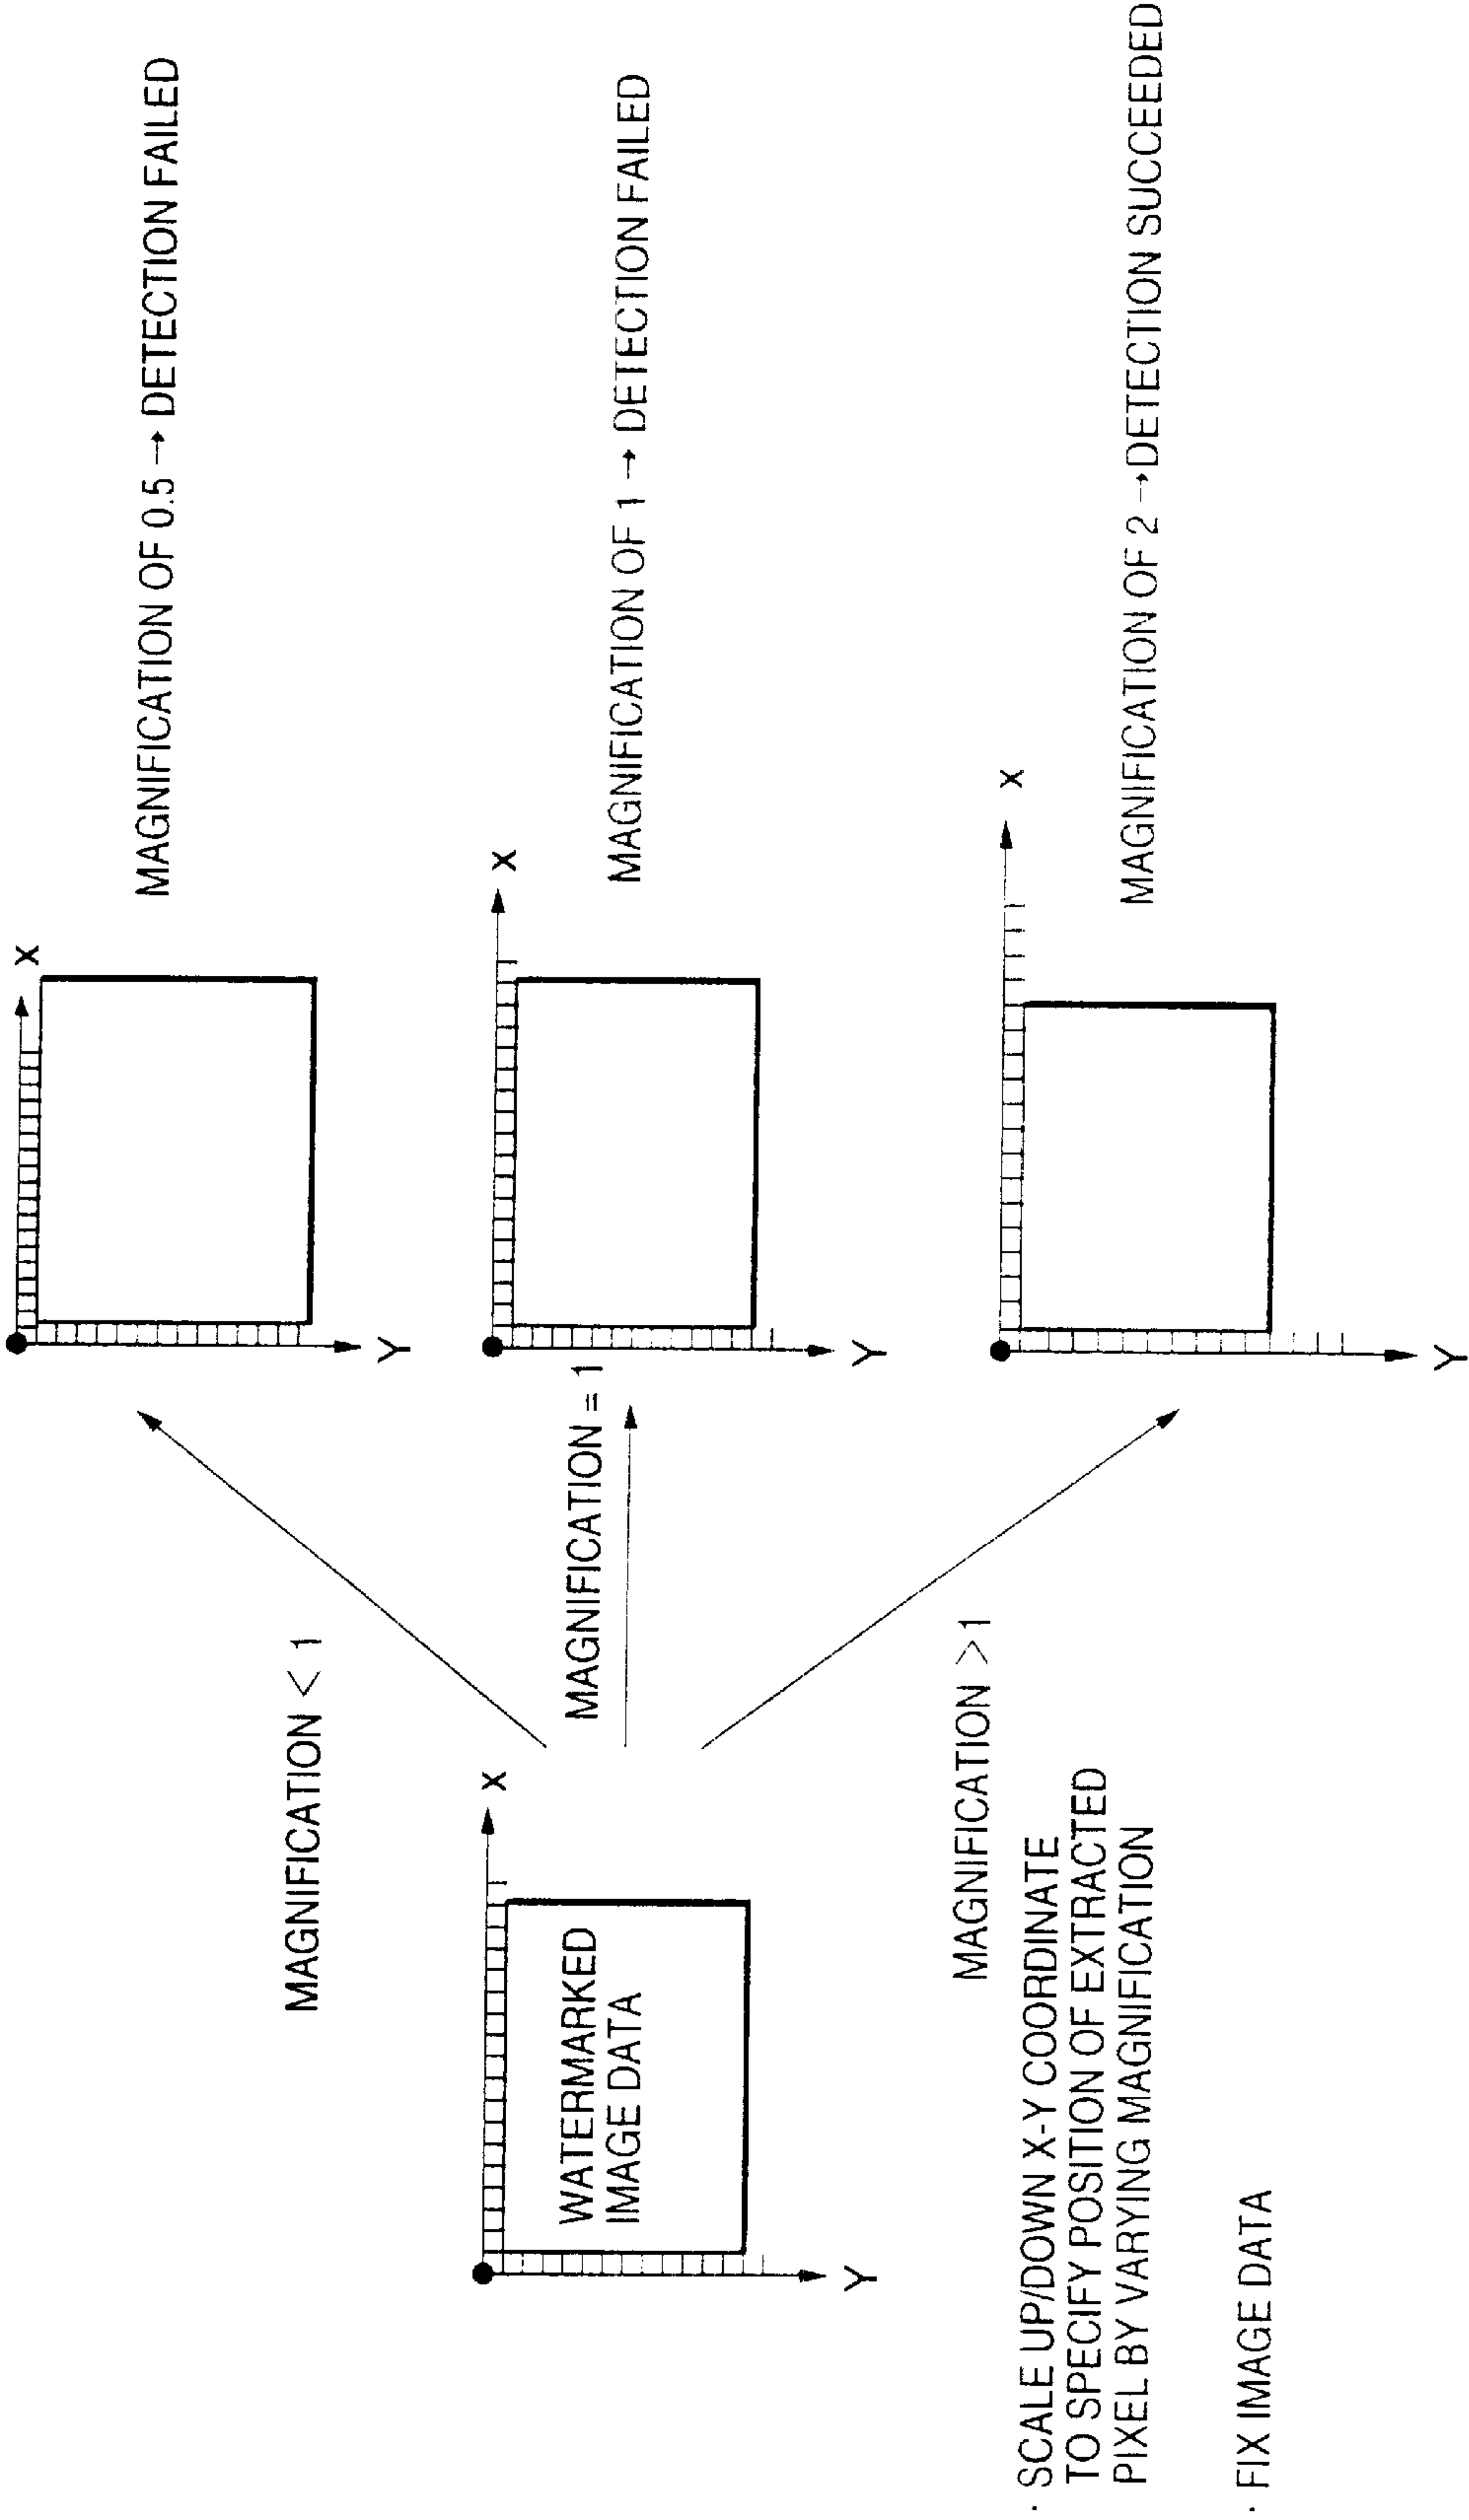 MAGNIFICATION < 1
X
Y
MAGNIFICATION OF 0.5 → DETECTION FAILED
X
Y
WATERMARKED
IMAGE DATA
MAGNIFICATION = 1
X
Y
MAGNIFICATION OF 1 → DETECTION FAILED
MAGNIFICATION >1
X
Y
MAGNIFICATION OF 2 → DETECTION SUCCEEDED
· SCALE UP/DOWN X-Y COORDINATE
TO SPECIFY POSITION OF EXTRACTED
PIXEL BY VARYING MAGNIFICATION
· FIX IMAGE DATA